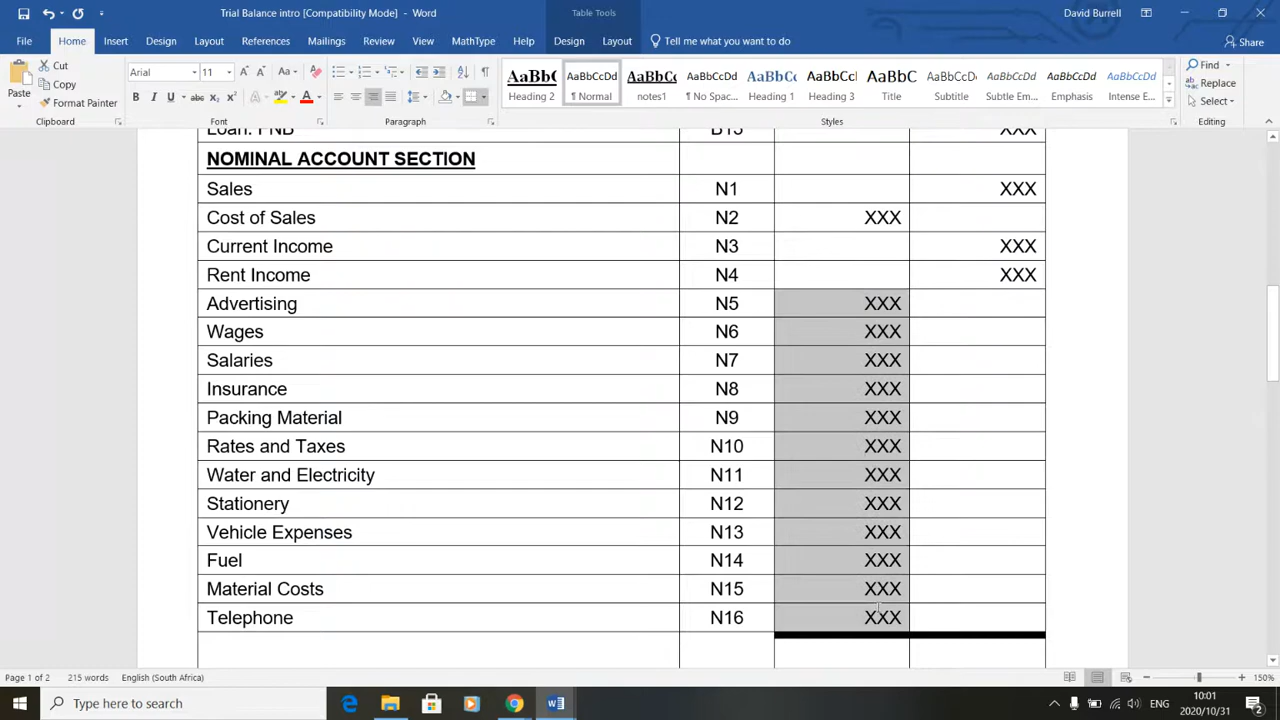 Trial Balance intro [Compatibility Mode] - Word
Table Tools
David Burrell
File Home Insert Design Layout References Mailings Review View MathType Help Design Layout Tell me what you want to do Share
Paste
Cut
Copy
Format Painter
Clipboard
Arial 11
Font
Paragraph
AaBbC Heading 2
AaBbCcDd ¶ Normal
AaBbCc notes1
AaBbCcDd ¶ No Spac...
AaBbC Heading 1
AaBbCcI Heading 3
AaBbC Title
AaBbCcD Subtitle
AaBbCcDd Subtle Em...
AaBbCcDd Emphasis
AaBbCcDd Intense E...
Styles
Find
Replace
Select
Editing
Loan: FNB B13 XXX
NOMINAL ACCOUNT SECTION
Sales N1 XXX
Cost of Sales N2 XXX
Current Income N3 XXX
Rent Income N4 XXX
Advertising N5 XXX
Wages N6 XXX
Salaries N7 XXX
Insurance N8 XXX
Packing Material N9 XXX
Rates and Taxes N10 XXX
Water and Electricity N11 XXX
Stationery N12 XXX
Vehicle Expenses N13 XXX
Fuel N14 XXX
Material Costs N15 XXX
Telephone N16 XXX
Page 1 of 2 215 words English (South Africa) 150%
Type here to search
ENG
10:01
2020/10/31
2